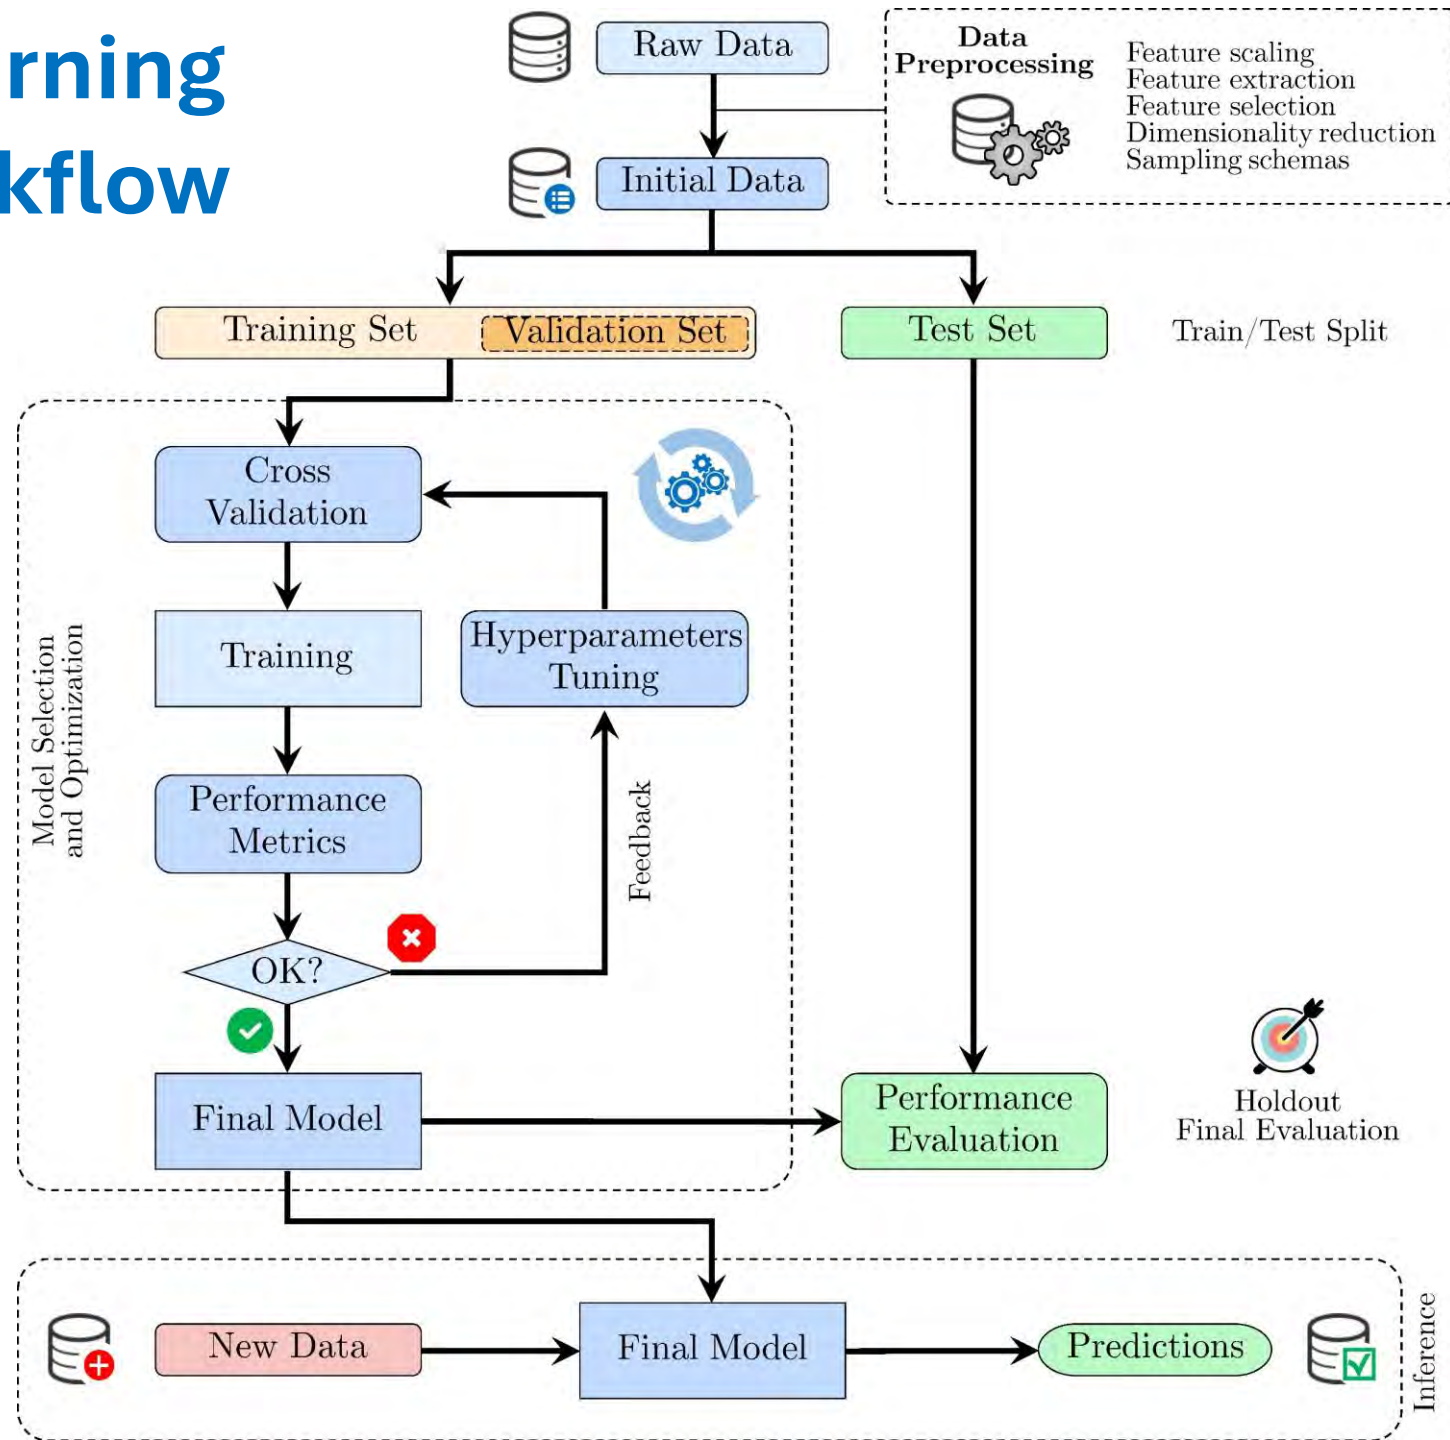 rning
kflow
Raw Data
Data
Preprocessing
Feature scaling
Feature extraction
Feature selection
Dimensionality reduction
Sampling schemas
Initial Data
Training Set
Validation Set
Test Set
Train/Test Split
Cross
Validation
Training
Hyperparameters
Tuning
Model Selection
and Optimization
Performance
Metrics
Feedback
OK?
Final Model
Performance
Evaluation
Holdout
Final Evaluation
New Data
Final Model
Predictions
Inference